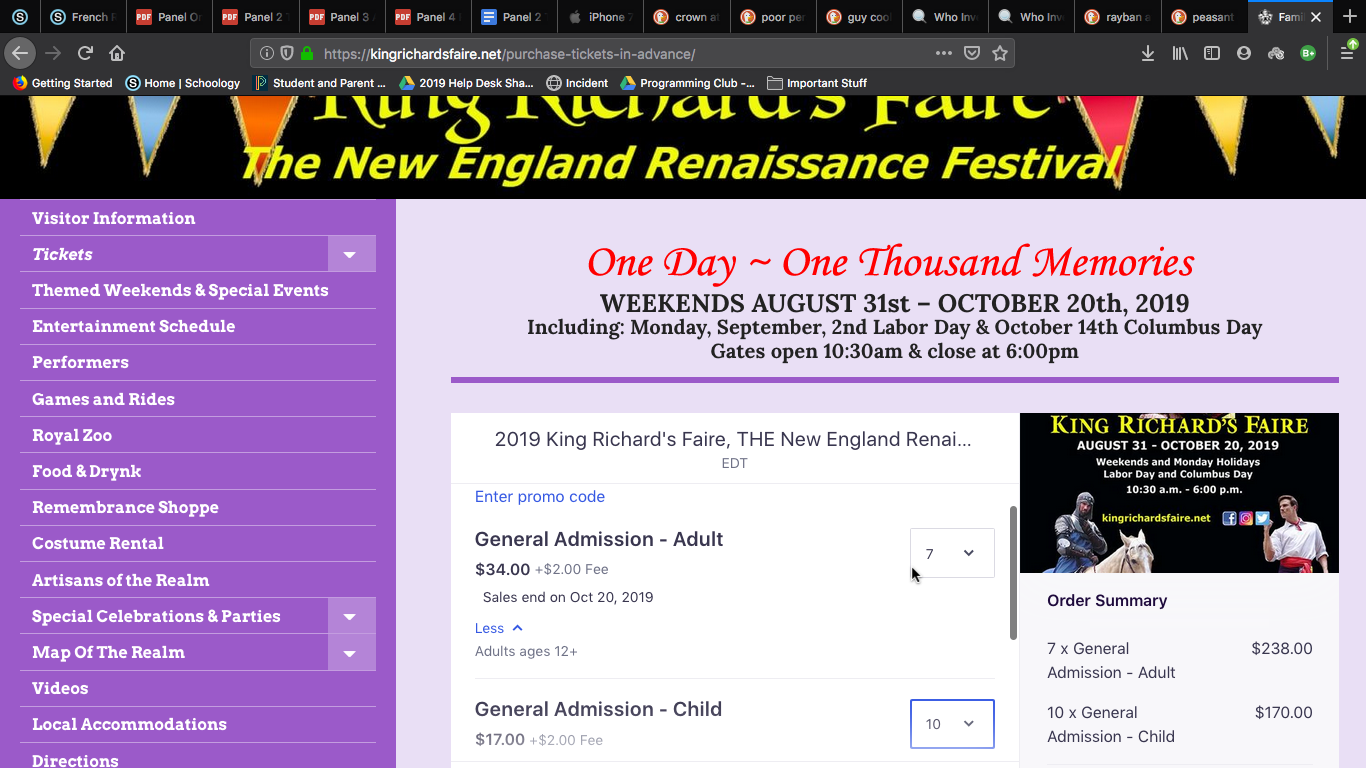 French R
Panel On
Panel 2
Panel 3
Panel 4
Panel 2
iPhone 7
crown a
poor pe
guy coo
Who Inv
Who Inv
rayban a
peasant
Fami
https://kingrichardsfaire.net/purchase-tickets-in-advance/
Getting Started
Home | Schoology
Student and Parent ...
2019 Help Desk Sha...
Incident
Programming Club -...
Important Stuff
King Richard's Faire
The New England Renaissance Festival
Visitor Information
Tickets
Themed Weekends & Special Events
Entertainment Schedule
Performers
Games and Rides
Royal Zoo
Food & Drynk
Remembrance Shoppe
Costume Rental
Artisans of the Realm
Special Celebrations & Parties
Map Of The Realm
Videos
Local Accommodations
Directions
One Day ~ One Thousand Memories
WEEKENDS AUGUST 31st – OCTOBER 20th, 2019
Including: Monday, September, 2nd Labor Day & October 14th Columbus Day
Gates open 10:30am & close at 6:00pm
2019 King Richard's Faire, THE New England Renai...
EDT
Enter promo code
General Admission - Adult
7
$34.00 +$2.00 Fee
Sales end on Oct 20, 2019
Less
Adults ages 12+
General Admission - Child
10
$17.00 +$2.00 Fee
KING RICHARD'S FAIRE
AUGUST 31 - OCTOBER 20, 2019
Weekends and Monday Holidays
Labor Day and Columbus Day
10:30 a.m. - 6:00 p.m.
kingrichardsfaire.net
Order Summary
7 x General $238.00
Admission - Adult
10 x General $170.00
Admission - Child